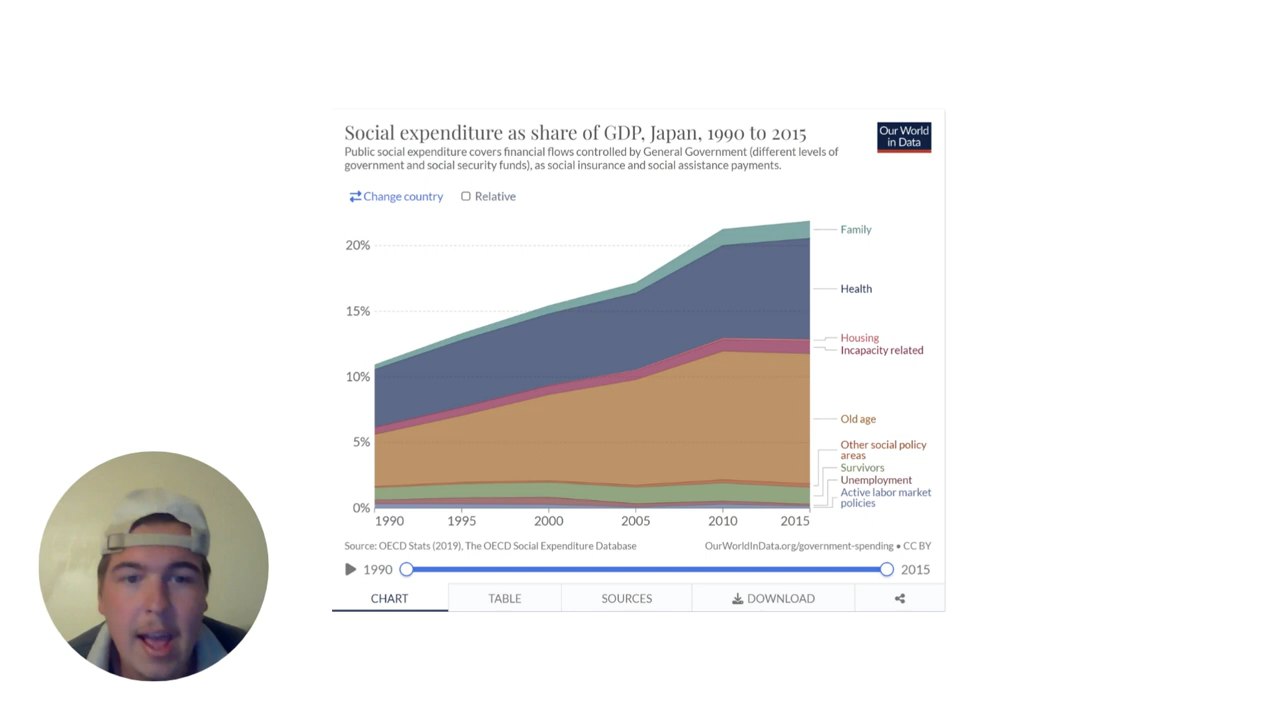 Social expenditure as share of GDP, Japan, 1990 to 2015
Our World
in Data
Public social expenditure covers financial flows controlled by General Government (different levels of
government and social security funds), as social insurance and social assistance payments.
Change country
Relative
20%
15%
10%
5%
0%
1990
1995
2000
2005
2010
2015
Family
Health
Housing
Incapacity related
Old age
Other social policy
areas
Survivors
Unemployment
Active labor market
policies
Source: OECD Stats (2019), The OECD Social Expenditure Database
OurWorldInData.org/government-spending • CC BY
1990
2015
CHART
TABLE
SOURCES
DOWNLOAD